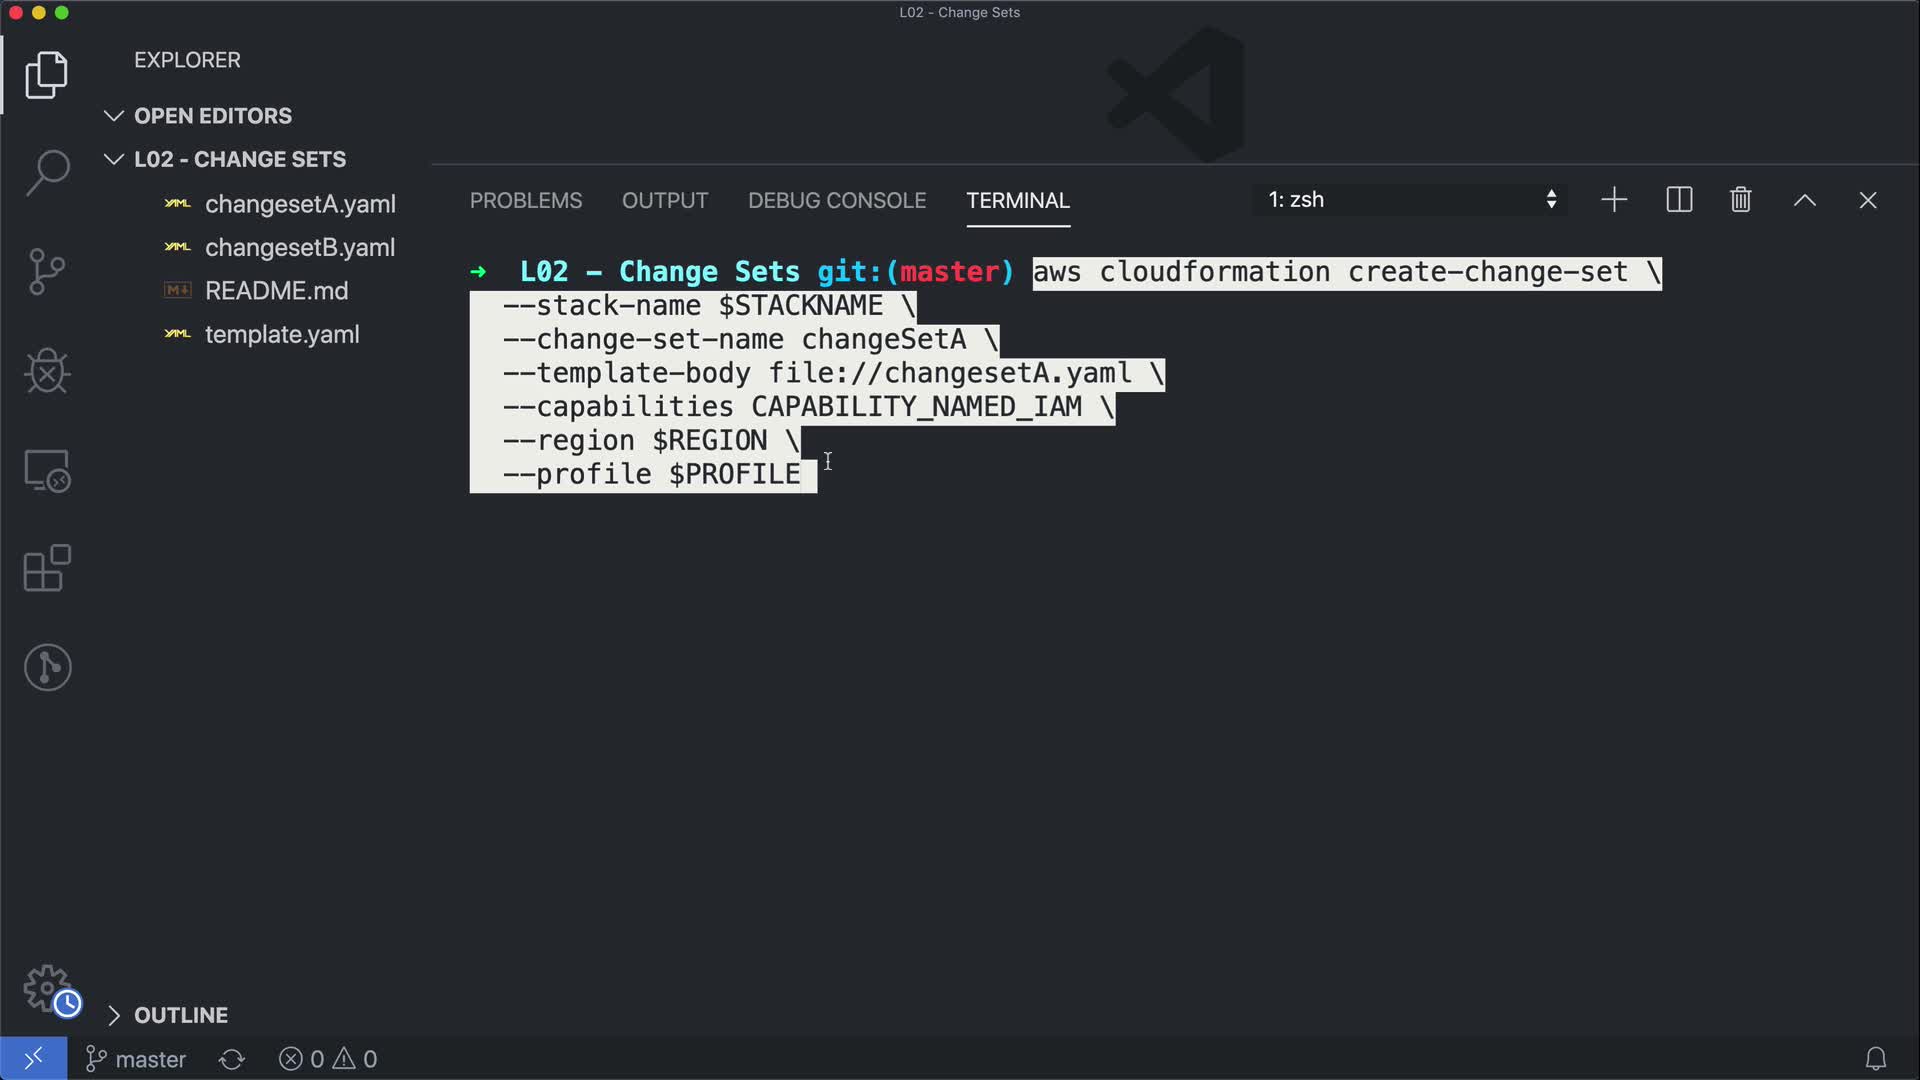 L02 - Change Sets
EXPLORER
OPEN EDITORS
L02 - CHANGE SETS
changesetA.yaml
changesetB.yaml
README.md
template.yaml
PROBLEMS OUTPUT DEBUG CONSOLE TERMINAL 1: zsh
→ L02 - Change Sets git:(master) aws cloudformation create-change-set \
--stack-name $STACKNAME \
--change-set-name changeSetA \
--template-body file://changesetA.yaml \
--capabilities CAPABILITY_NAMED_IAM \
--region $REGION \
--profile $PROFILE
OUTLINE
master 0 0